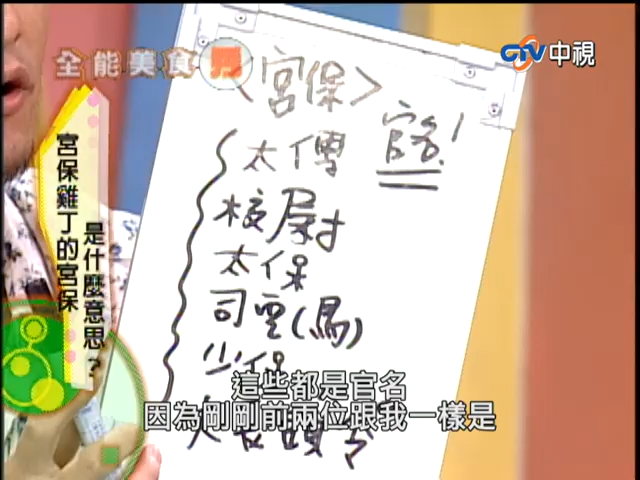 全能美食
CTV中視
<宮保>
官名!
太傅
校尉
太保
司空(馬)
少保
宮保雞丁的宮保
是什麼意思?
這些都是官名
因為剛剛前兩位跟我一樣是